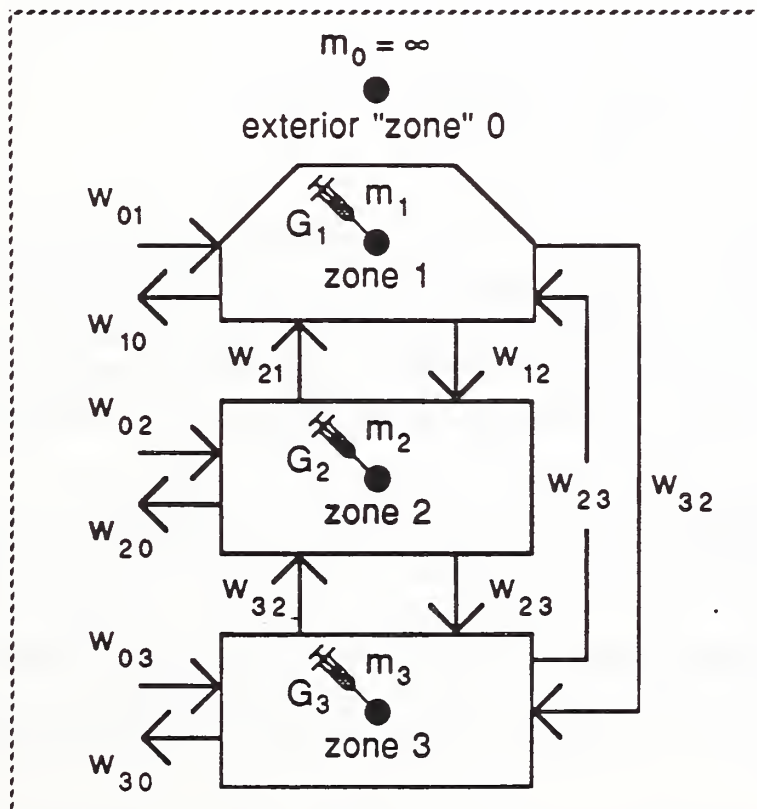 m₀ = ∞
exterior "zone" 0
w₀₁
m₁
G₁
zone 1
w₁₀
w₂₁
w₁₂
w₀₂
m₂
G₂
zone 2
w₂₀
w₂₃
w₃₂
w₃₂
w₂₃
w₀₃
m₃
G₃
zone 3
w₃₀